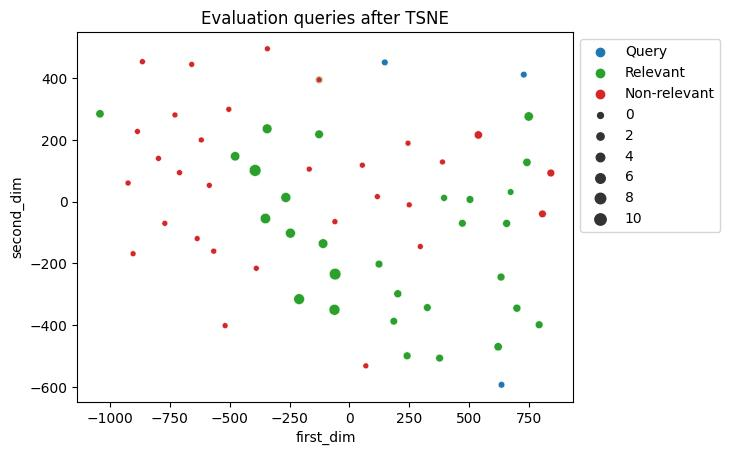 Evaluation queries after TSNE
Query
Relevant
Non-relevant
0
2
4
6
8
10
400
200
0
−200
−400
−600
second_dim
−1000 −750 −500 −250 0 250 500 750
first_dim